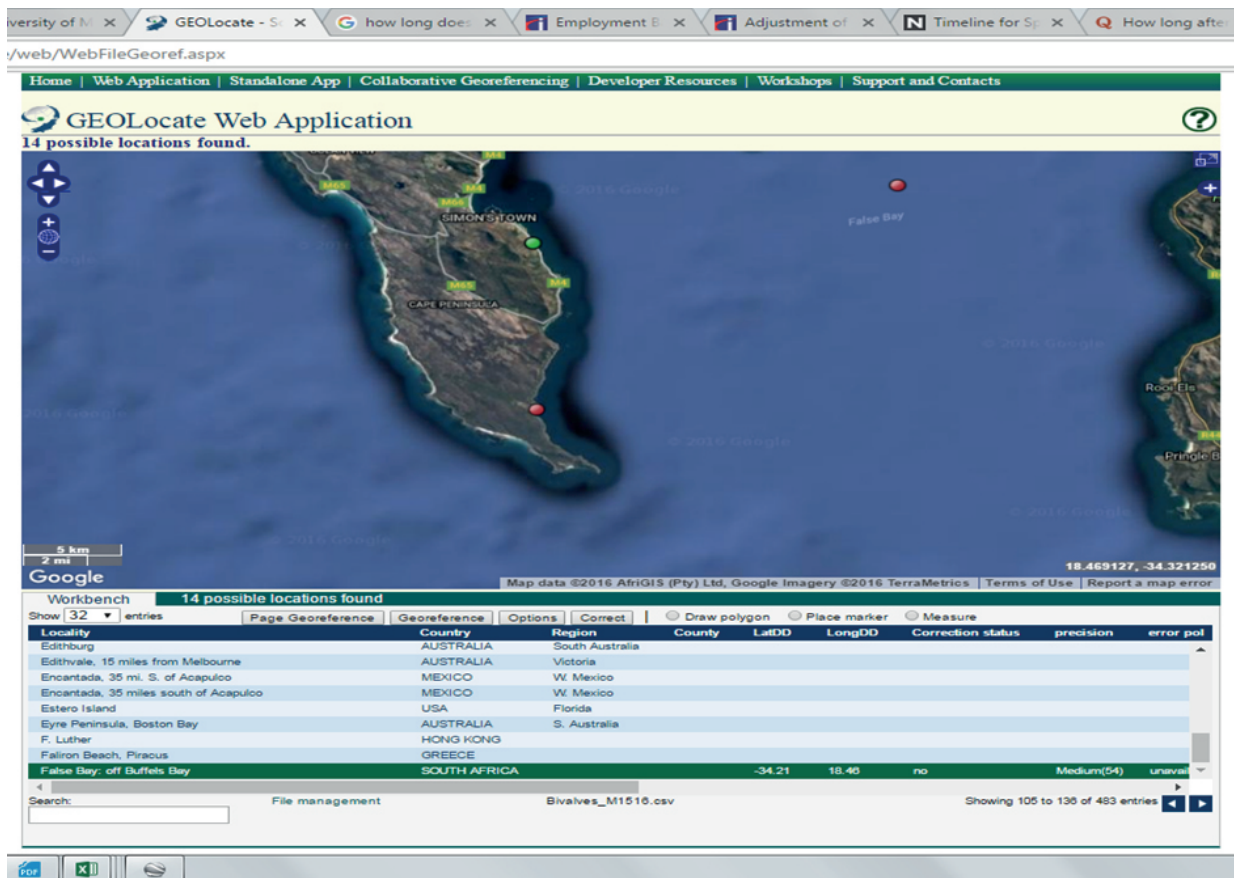 iversity of M
GEOLocate - So
how long does
Employment B
Adjustment of
Timeline for Sp
How long after
/web/WebFileGeoref.aspx
Home | Web Application | Standalone App | Collaborative Georeferencing | Developer Resources | Workshops | Support and Contacts
GEOLocate Web Application
?
14 possible locations found.
M4
M65
M4
M66
© 2016 Google
SIMON'S TOWN
False Bay
M65
M4
CAPE PENINSULA
© 2016 Google
Rooi Els
2016 Google
© 2016 Google
R44
Pringle B
© 2016 Google
2016 Google
5 km
2 mi
18.469127, -34.321250
Google
Map data ©2016 AfriGIS (Pty) Ltd, Google Imagery ©2016 TerraMetrics | Terms of Use | Report a map error
Workbench 14 possible locations found
Show 32 entries Page Georeference Georeference Options Correct | Draw polygon Place marker Measure
Locality Country Region County LatDD LongDD Correction status precision error pol
Edithburg AUSTRALIA South Australia
Edithvale, 15 miles from Melbourne AUSTRALIA Victoria
Encantada, 35 mi. S. of Acapulco MEXICO W. Mexico
Encantada, 35 miles south of Acapulco MEXICO W. Mexico
Estero Island USA Florida
Eyre Peninsula, Boston Bay AUSTRALIA S. Australia
F. Luther HONG KONG
Faliron Beach, Piracus GREECE
False Bay: off Buffels Bay SOUTH AFRICA -34.21 18.46 no Medium(54) unavail
Search: File management Bivalves_M1516.csv Showing 105 to 136 of 483 entries
PDF